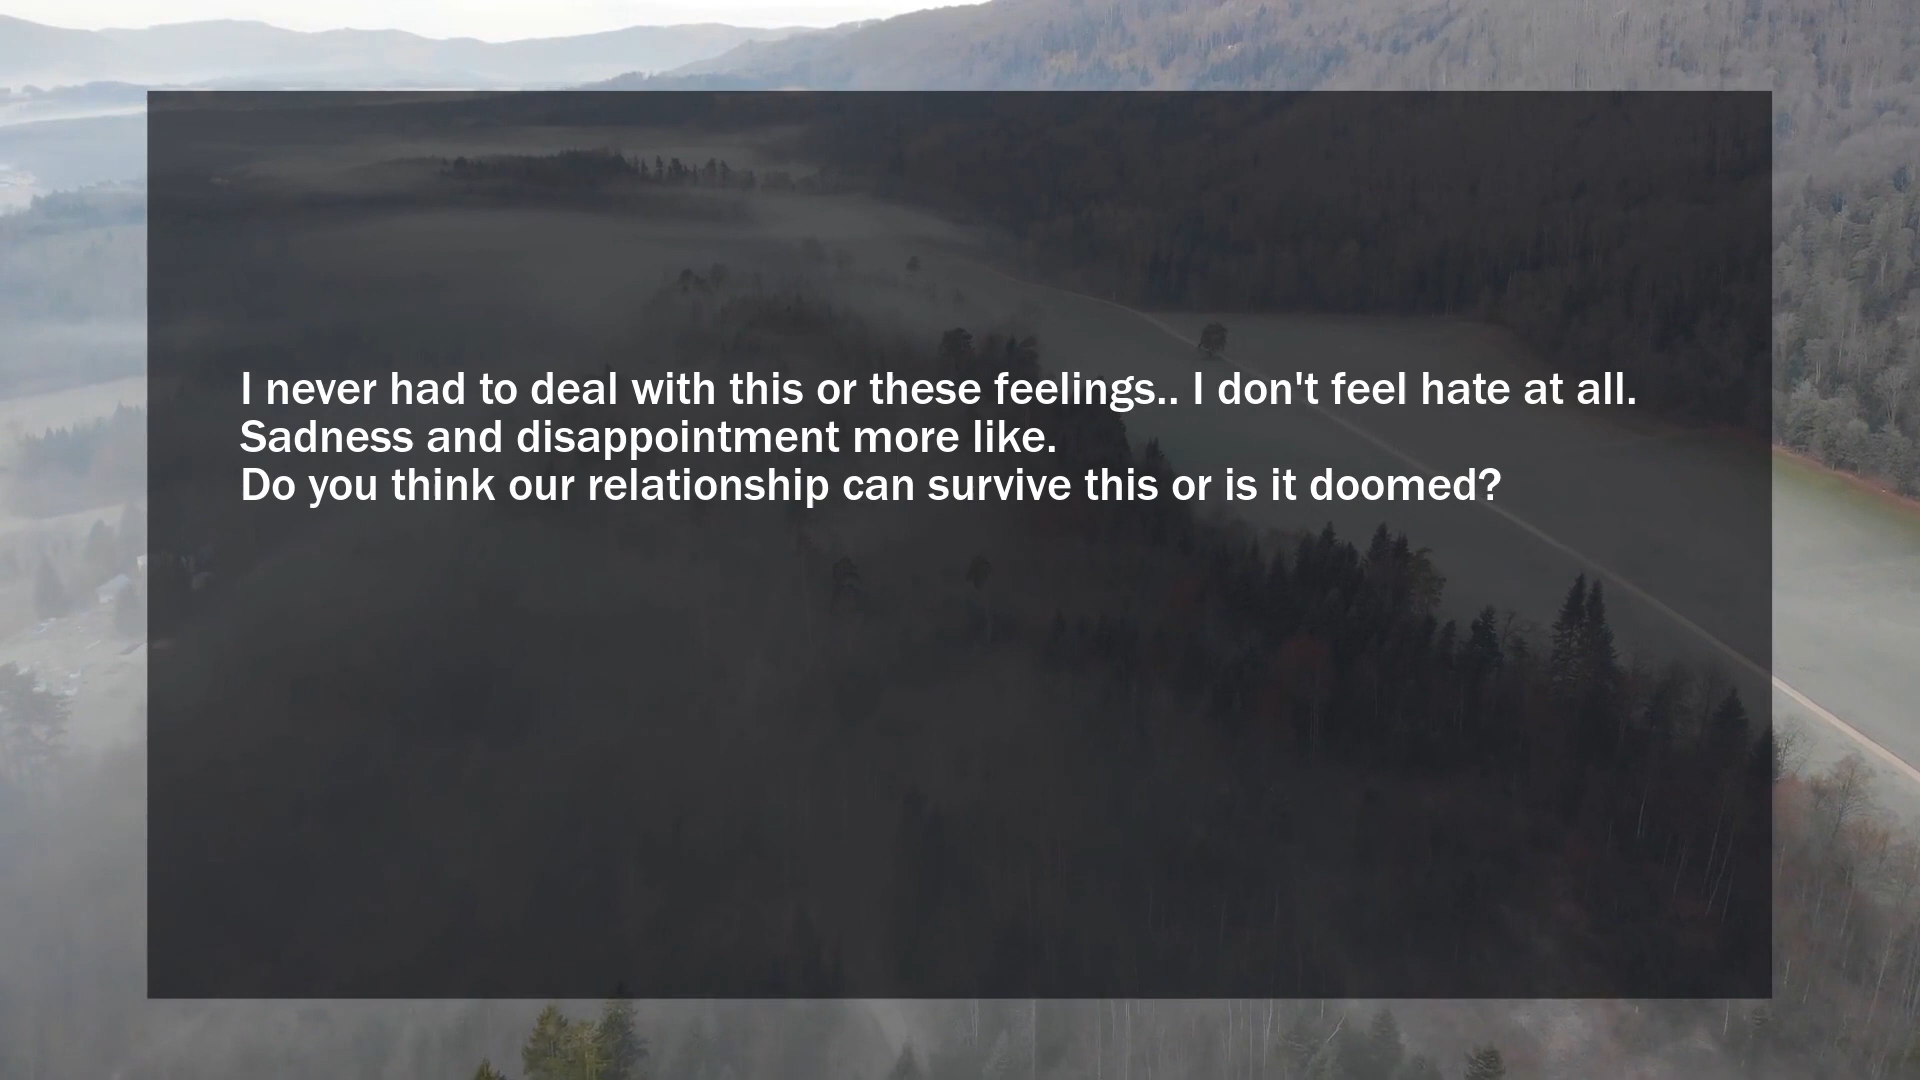 I never had to deal with this or these feelings.. I don't feel hate at all.
Sadness and disappointment more like.
Do you think our relationship can survive this or is it doomed?